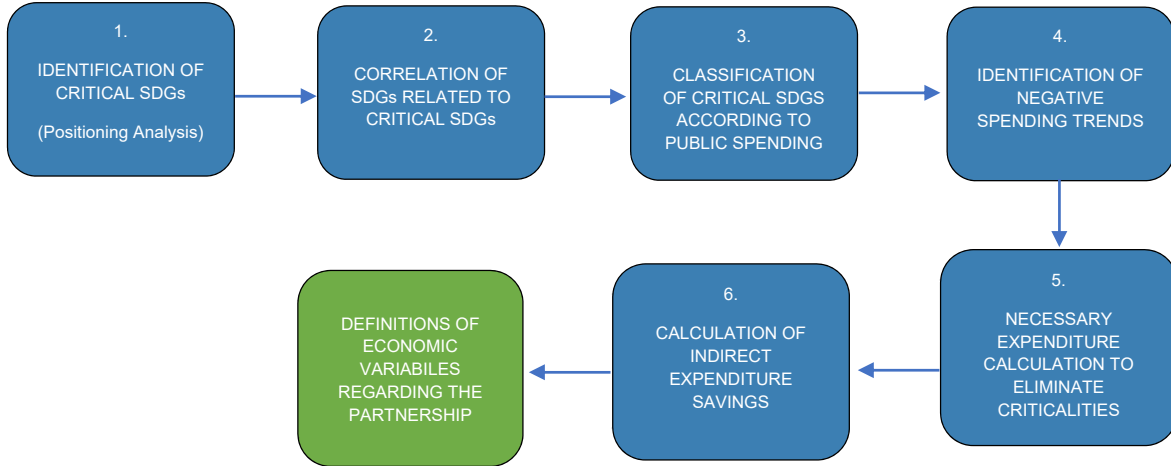 1.
IDENTIFICATION OF
CRITICAL SDGs
(Positioning Analysis)
2.
CORRELATION OF
SDGs RELATED TO
CRITICAL SDGs
3.
CLASSIFICATION
OF CRITICAL SDGS
ACCORDING TO
PUBLIC SPENDING
4.
IDENTIFICATION OF
NEGATIVE
SPENDING TRENDS
5.
NECESSARY
EXPENDITURE
CALCULATION TO
ELIMINATE
CRITICALITIES
6.
CALCULATION OF
INDIRECT
EXPENDITURE
SAVINGS
DEFINITIONS OF
ECONOMIC
VARIABILES
REGARDING THE
PARTNERSHIP